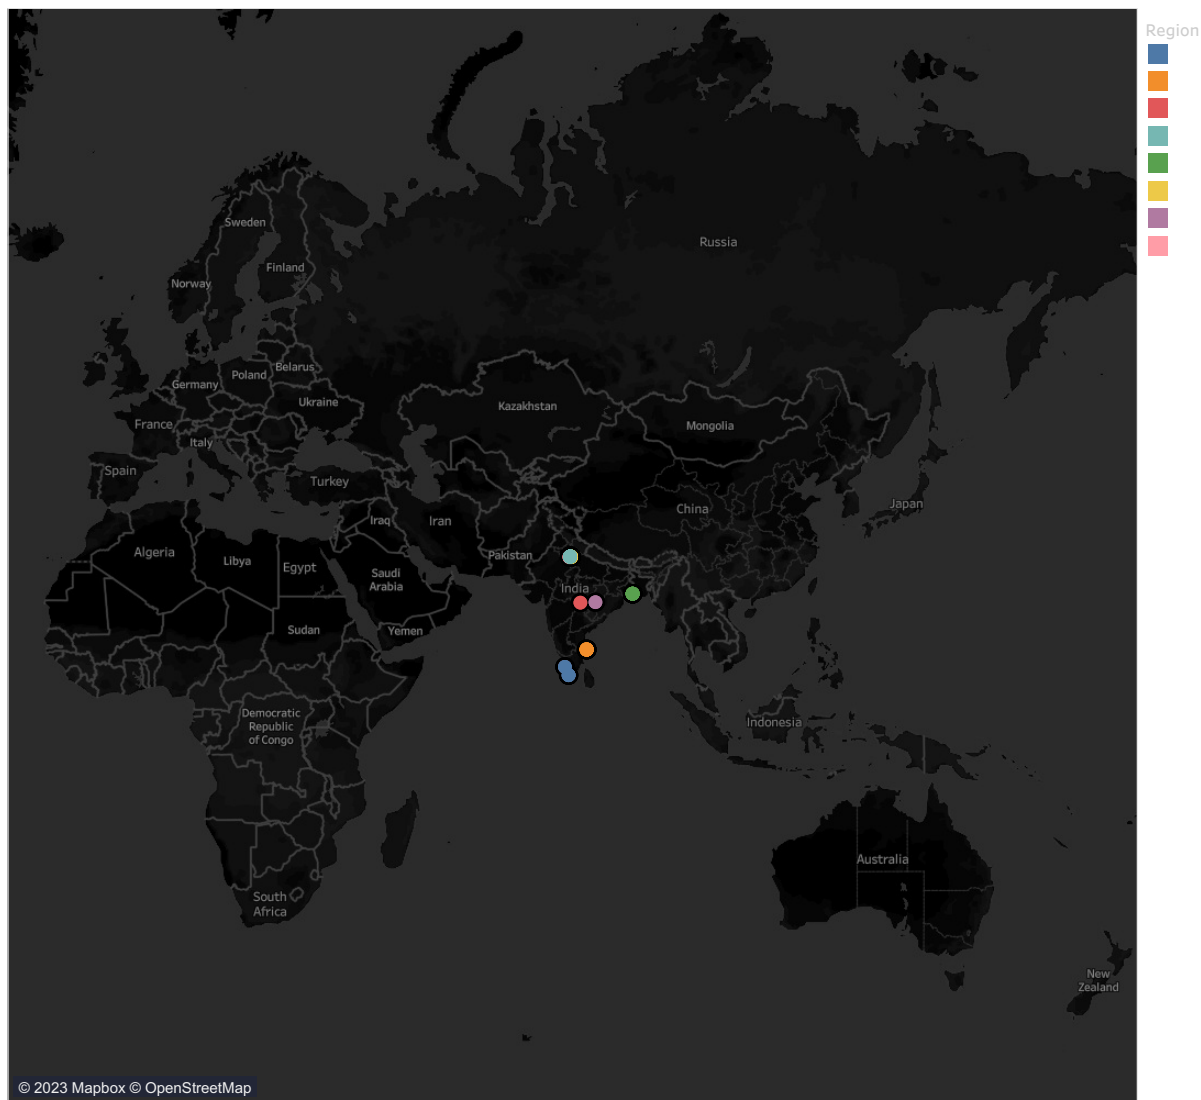 Region
Sweden
Russia
Finland
Norway
Belarus
Poland
Germany
Ukraine
Kazakhstan
France
Mongolia
Italy
Spain
Turkey
Japan
China
Iraq
Iran
Algeria
Pakistan
Libya
Egypt
Saudi
Arabia
India
Sudan
Yemen
Democratic
Republic
of Congo
Indonesia
Australia
South
Africa
New
Zealand
© 2023 Mapbox © OpenStreetMap